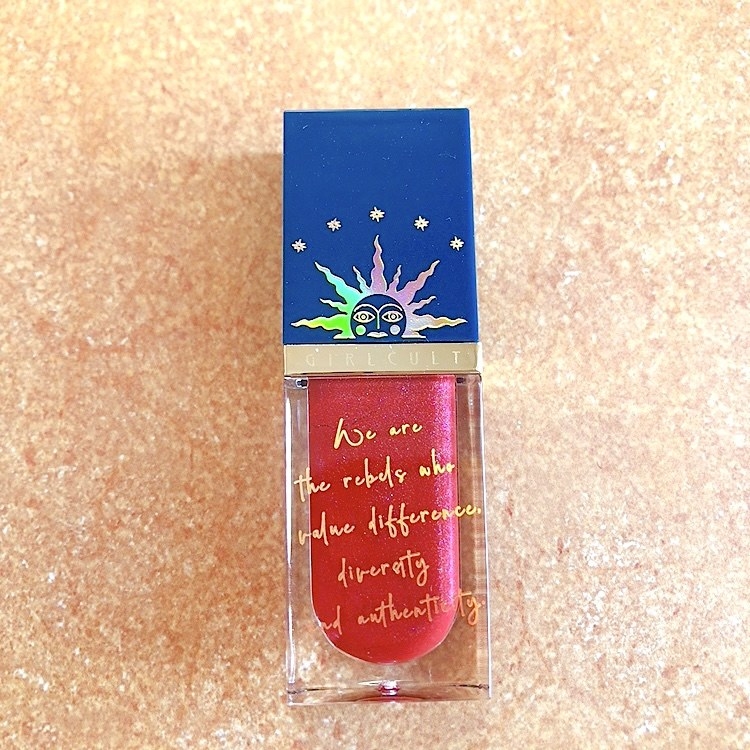 GIRLCULT
We are
the rebels who
value difference,
diversity
and authenticity.